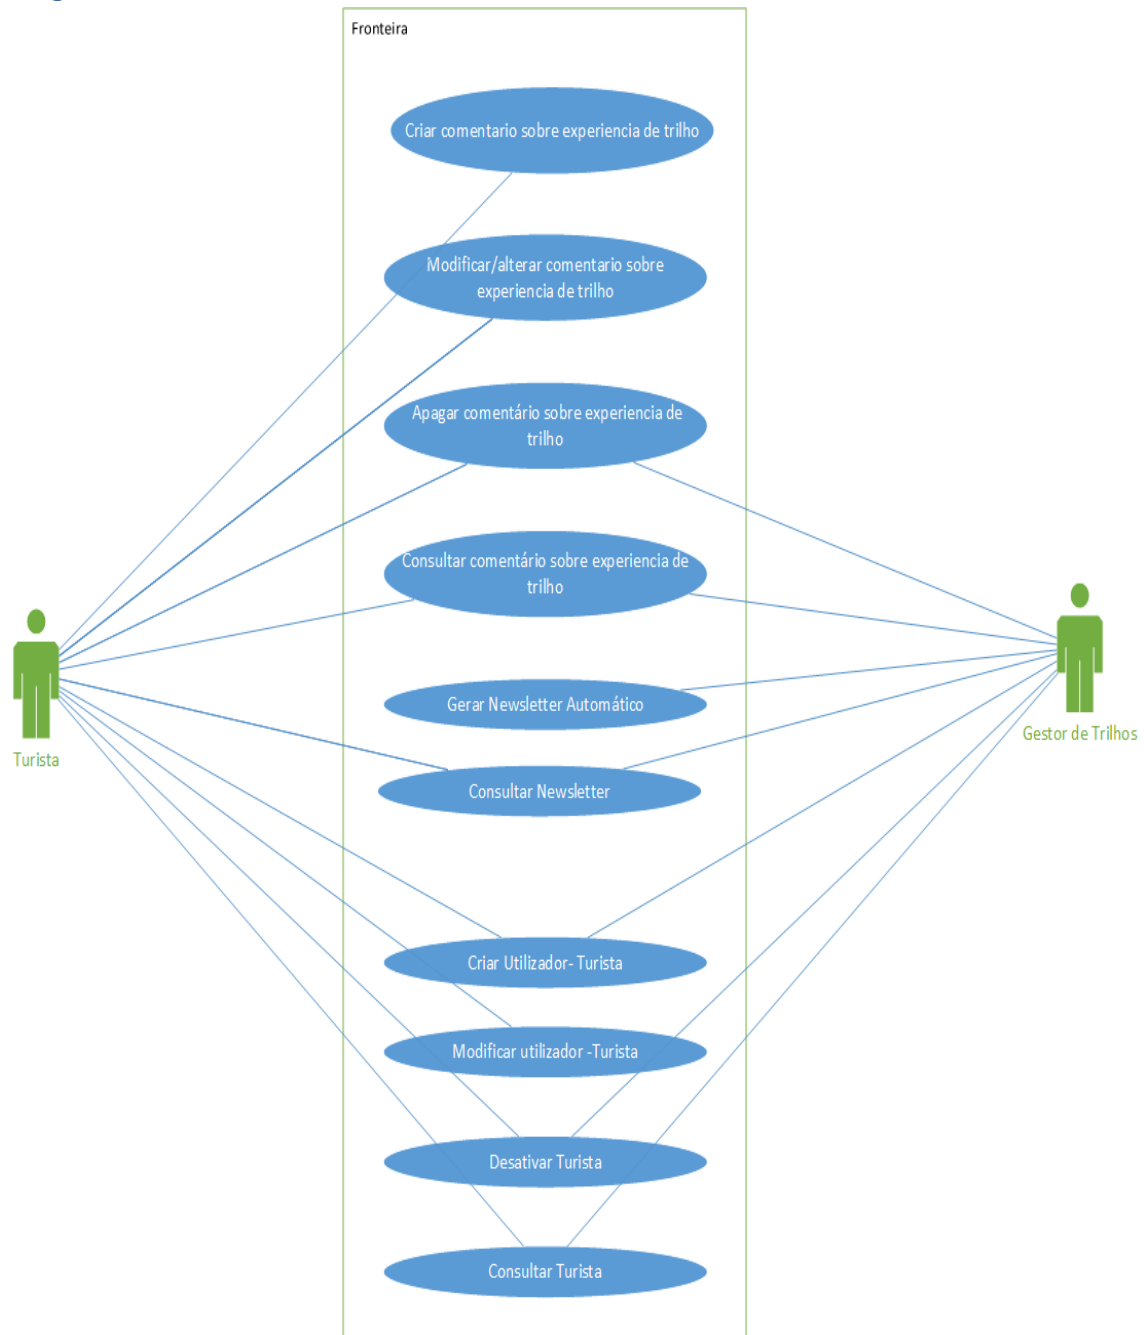 Fronteira
Criar comentario sobre experiencia de trilho
Modificar/alterar comentario sobre
experiencia de trilho
Apagar comentário sobre experiencia de
trilho
Consultar comentário sobre experiencia de
trilho
Gerar Newsletter Automático
Turista
Gestor de Trilhos
Consultar Newsletter
Criar Utilizador- Turista
Modificar utilizador -Turista
Desativar Turista
Consultar Turista